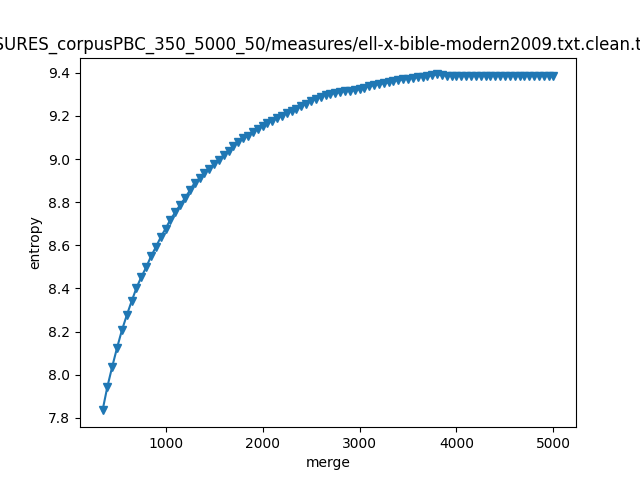 SURES_corpusPBC_350_5000_50/measures/ell-x-bible-modern2009.txt.clean.t
9.4
9.2
9.0
8.8
8.6
8.4
8.2
8.0
7.8
entropy
1000 2000 3000 4000 5000
merge